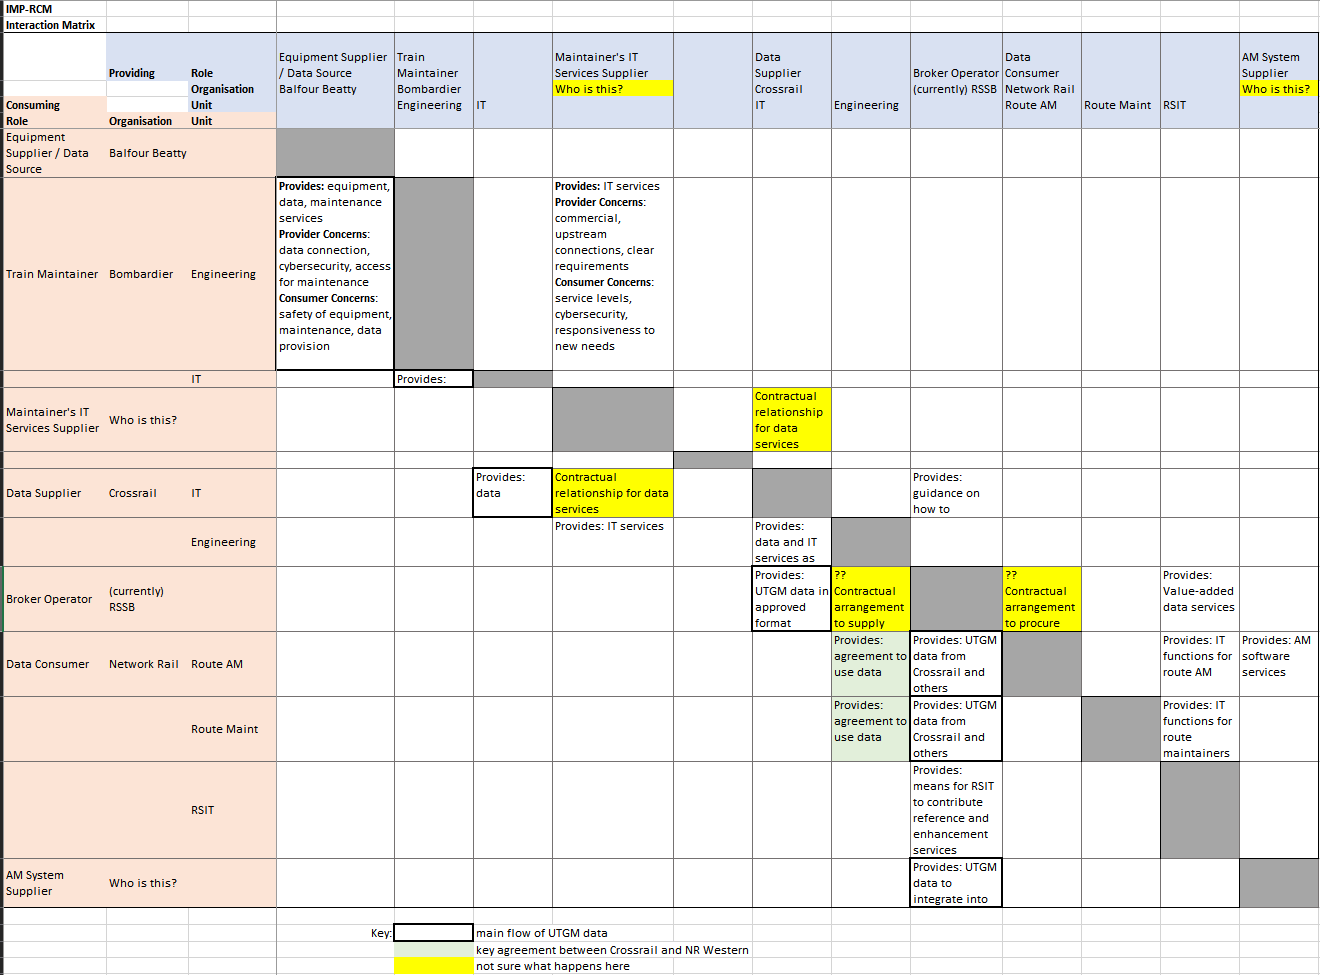 IMP-RCM
Interaction Matrix
Providing
Role
Organisation
Unit
Consuming
Role
Organisation
Unit
Equipment Supplier
/ Data Source
Balfour Beatty
Train
Maintainer
Bombardier
Engineering
IT
Maintainer's IT
Services Supplier
Who is this?
Data
Supplier
Crossrail
IT
Engineering
Broker Operator
(currently) RSSB
Data
Consumer
Network Rail
Route AM
Route Maint
RSIT
AM System
Supplier
Who is this?
Equipment
Supplier / Data
Source
Balfour Beatty
Train Maintainer
Bombardier
Engineering
Provides: equipment,
data, maintenance
services
Provider Concerns:
data connection,
cybersecurity, access
for maintenance
Consumer Concerns:
safety of equipment,
maintenance, data
provision
Provides: IT services
Provider Concerns:
commercial,
upstream
connections, clear
requirements
Consumer Concerns:
service levels,
cybersecurity,
responsiveness to
new needs
IT
Provides:
Maintainer's IT
Services Supplier
Who is this?
Contractual
relationship
for data
services
Data Supplier
Crossrail
IT
Provides:
data
Contractual
relationship for data
services
Provides:
guidance on
how to
Engineering
Provides: IT services
Provides:
data and IT
services as
Broker Operator
(currently)
RSSB
Provides:
UTGM data in
approved
format
??
Contractual
arrangement
to supply
??
Contractual
arrangement
to procure
Provides:
Value-added
data services
Data Consumer
Network Rail
Route AM
Provides:
agreement to
use data
Provides: UTGM
data from
Crossrail and
others
Provides: IT
functions for
route AM
Provides: AM
software
services
Route Maint
Provides:
agreement to
use data
Provides: UTGM
data from
Crossrail and
others
Provides: IT
functions for
route
maintainers
RSIT
Provides:
means for RSIT
to contribute
reference and
enhancement
services
AM System
Supplier
Who is this?
Provides: UTGM
data to
integrate into
Key:
main flow of UTGM data
key agreement between Crossrail and NR Western
not sure what happens here